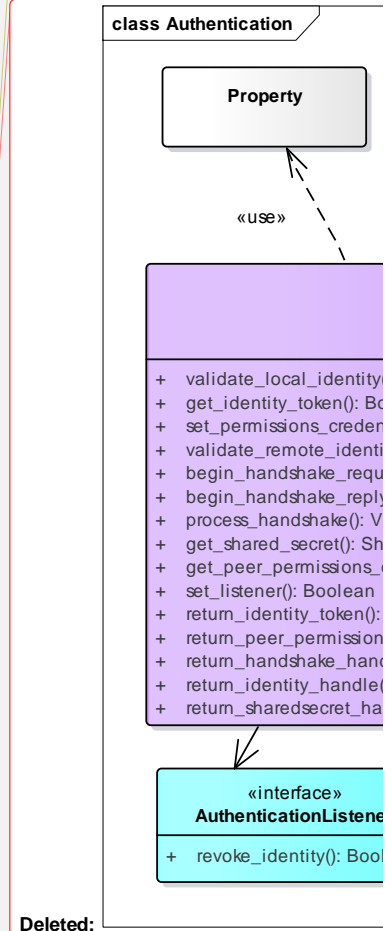 class Authentication
Property
«use»
+ validate_local_identity(
+ get_identity_token(): Bo
+ set_permissions_creden
+ validate_remote_identi
+ begin_handshake_requ
+ begin_handshake_reply
+ process_handshake(): V
+ get_shared_secret(): Sh
+ get_peer_permissions_
+ set_listener(): Boolean
+ return_identity_token():
+ return_peer_permission
+ return_handshake_hand
+ return_identity_handle(
+ return_sharedsecret_ha
«interface»
AuthenticationListene
+ revoke_identity(): Bool
Deleted: